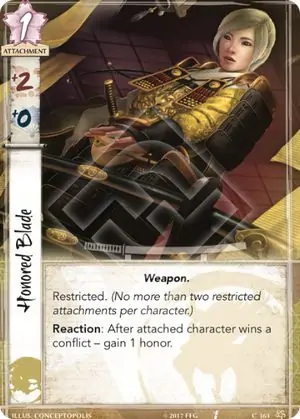 1
ATTACHMENT
+2
+0
Honored Blade
Weapon.
Restricted. (No more than two restricted
attachments per character.)
Reaction: After attached character wins a
conflict – gain 1 honor.
ILLUS. CONCEPTOPOLIS
© 2017 FFG
C 163